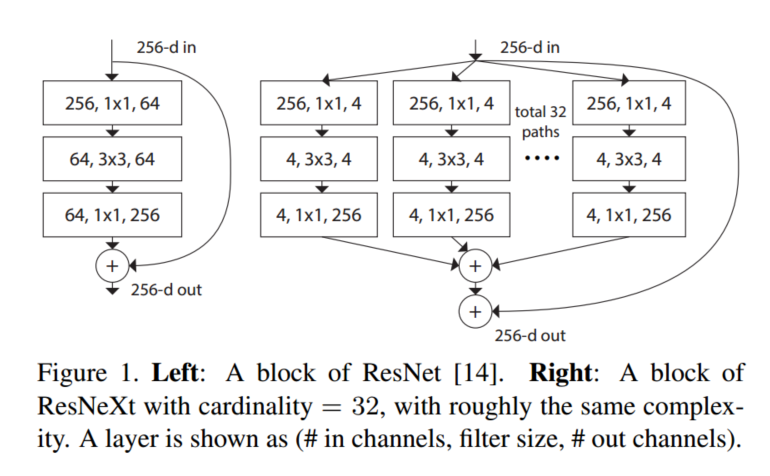 256-d in
256, 1x1, 64
64, 3x3, 64
64, 1x1, 256
+
256-d out
256-d in
256, 1x1, 4
256, 1x1, 4
total 32
paths
256, 1x1, 4
4, 3x3, 4
4, 3x3, 4
....
4, 3x3, 4
4, 1x1, 256
4, 1x1, 256
4, 1x1, 256
+
+
256-d out
Figure 1. Left: A block of ResNet [14]. Right: A block of
ResNeXt with cardinality = 32, with roughly the same complex-
ity. A layer is shown as (# in channels, filter size, # out channels).